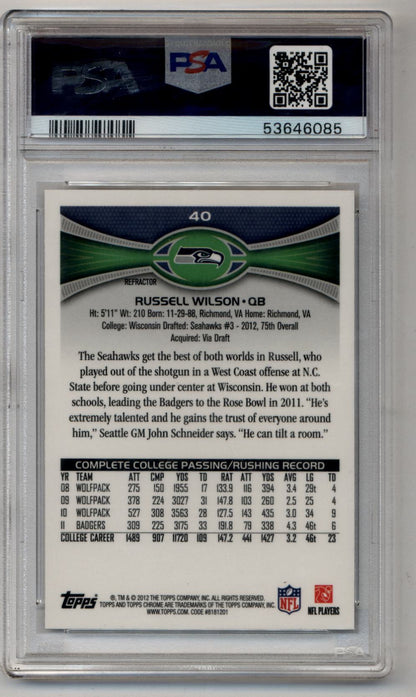 PSA
PSA
53646085
40
REFRACTOR
RUSSELL WILSON • QB
Ht: 5'11" Wt: 210 Born: 11-29-88, Richmond, VA Home: Richmond, VA
College: Wisconsin Drafted: Seahawks #3 - 2012, 75th Overall
Acquired: Via Draft
The Seahawks get the best of both worlds in Russell, who
played out of the shotgun in a West Coast offense at N.C.
State before going under center at Wisconsin. He won at both
schools, leading the Badgers to the Rose Bowl in 2011. "He's
extremely talented and he gains the trust of everyone around
him," Seattle GM John Schneider says. "He can tilt a room."
COMPLETE COLLEGE PASSING/RUSHING RECORD
YR TEAM ATT CMP YDS TD RAT ATT YDS AVG LG TD
08 WOLFPACK 275 150 1955 17 133.9 116 394 3.4 29t 4
09 WOLFPACK 378 224 3027 31 147.8 103 260 2.5 25 4
10 WOLFPACK 527 308 3563 28 127.5 143 435 3.0 34 9
11 BADGERS 309 225 3175 33 191.8 79 338 4.3 46t 6
COLLEGE CAREER 1489 907 11720 109 147.2 441 1427 3.2 46t 23
Topps
®, TM & © 2012 THE TOPPS COMPANY, INC. ALL RIGHTS RESERVED.
TOPPS AND TOPPS CHROME ARE TRADEMARKS OF THE TOPPS COMPANY, INC.
WWW.TOPPS.COM. CODE #8181201
NFL
NFL PLAYERS
PSA